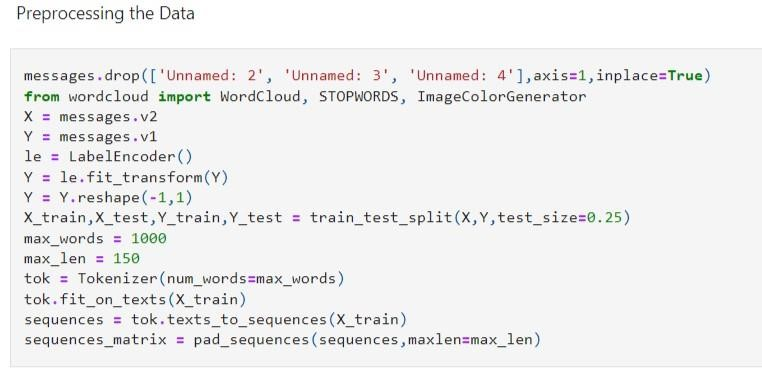 Preprocessing the Data
messages.drop(['Unnamed: 2', 'Unnamed: 3', 'Unnamed: 4'],axis=1,inplace=True)
from wordcloud import WordCloud, STOPWORDS, ImageColorGenerator
X = messages.v2
Y = messages.v1
le = LabelEncoder()
Y = le.fit_transform(Y)
Y = Y.reshape(-1,1)
X_train,X_test,Y_train,Y_test = train_test_split(X,Y,test_size=0.25)
max_words = 1000
max_len = 150
tok = Tokenizer(num_words=max_words)
tok.fit_on_texts(X_train)
sequences = tok.texts_to_sequences(X_train)
sequences_matrix = pad_sequences(sequences,maxlen=max_len)